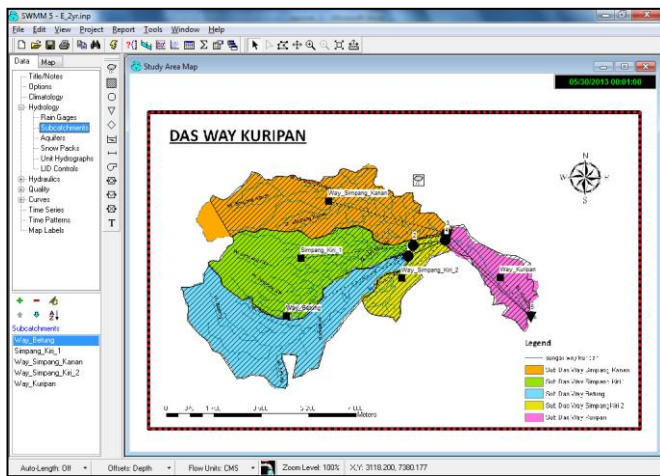 SWMM 5 - E_2yr.inp
File Edit View Project Report Tools Window Help
Data Map
Title/Notes
Options
Climatology
Hydrology
Rain Gages
Subcatchments
Aquifers
Snow Packs
Unit Hydrographs
LID Controls
Hydraulics
Quality
Curves
Time Series
Time Patterns
Map Labels
Subcatchments
Way_Betung
Simpang_Kiri_1
Way_Simpang_Kanan
Way_Simpang_Kiri_2
Way_Kuripan
Study Area Map
05/30/2013 00:01:00
DAS WAY KURIPAN
N
W E
S
Way_Simpang_Kanan
Simpang_Kiri_1
Way_Simpang_Kiri_2
Way_Kuripan
Way_Betung
Legend
Sub Das Way Simpang Kanan
Sub Das Way Simpang Kiri
Sub Das Way Betung
Sub Das Way Simpang Kiri 2
Sub Das Way Kuripan
Meters
Auto-Length: Off Offsets: Depth Flow Units: CMS Zoom Level: 100% X,Y: 3118.200, 7380.177